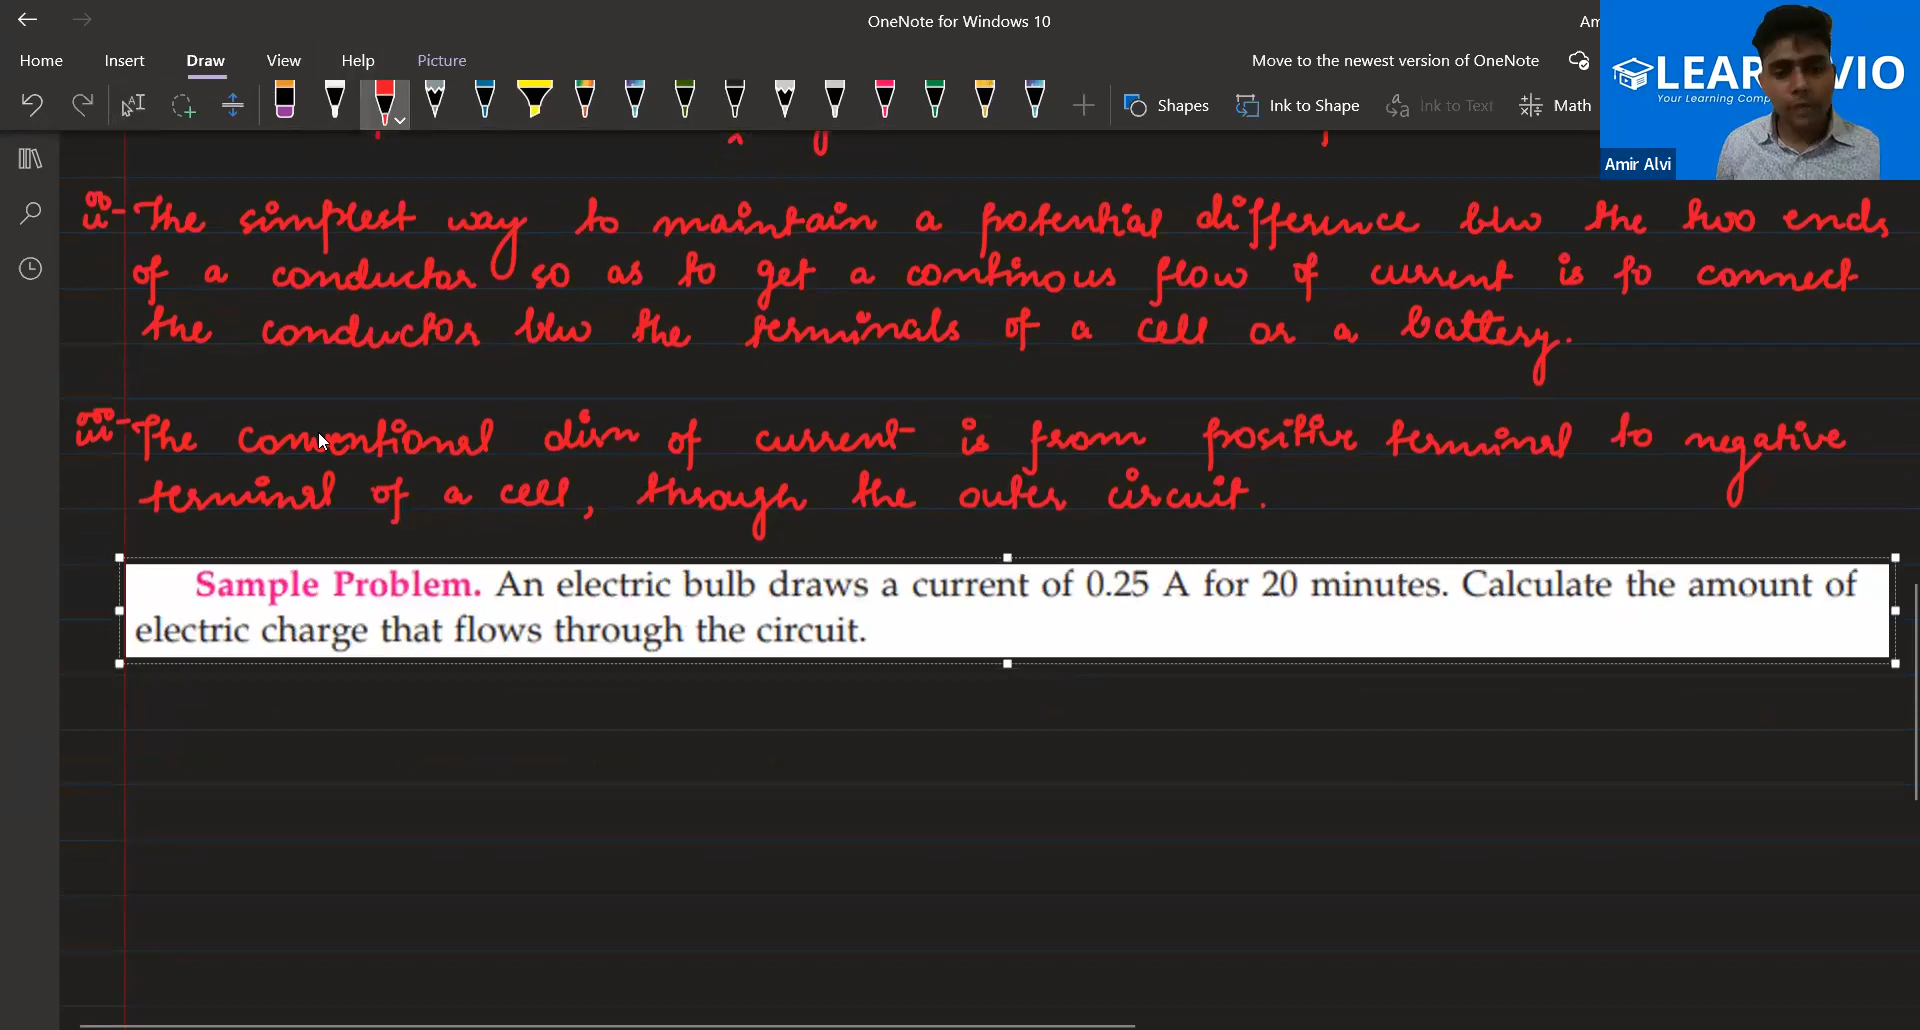 OneNote for Windows 10
Am
Home Insert Draw View Help Picture
Move to the newest version of OneNote
Shapes Ink to Shape Ink to Text Math
LEAR VIO
Your Learning Comp
Amir Alvi
ii- The simplest way to maintain a potential difference b/w the two ends
of a conductor so as to get a continous flow of current is to connect
the conductor b/w the terminals of a cell or a battery.
iii- The conventional dirn of current is from positive terminal to negative
terminal of a cell, through the outer circuit.
Sample Problem. An electric bulb draws a current of 0.25 A for 20 minutes. Calculate the amount of
electric charge that flows through the circuit.